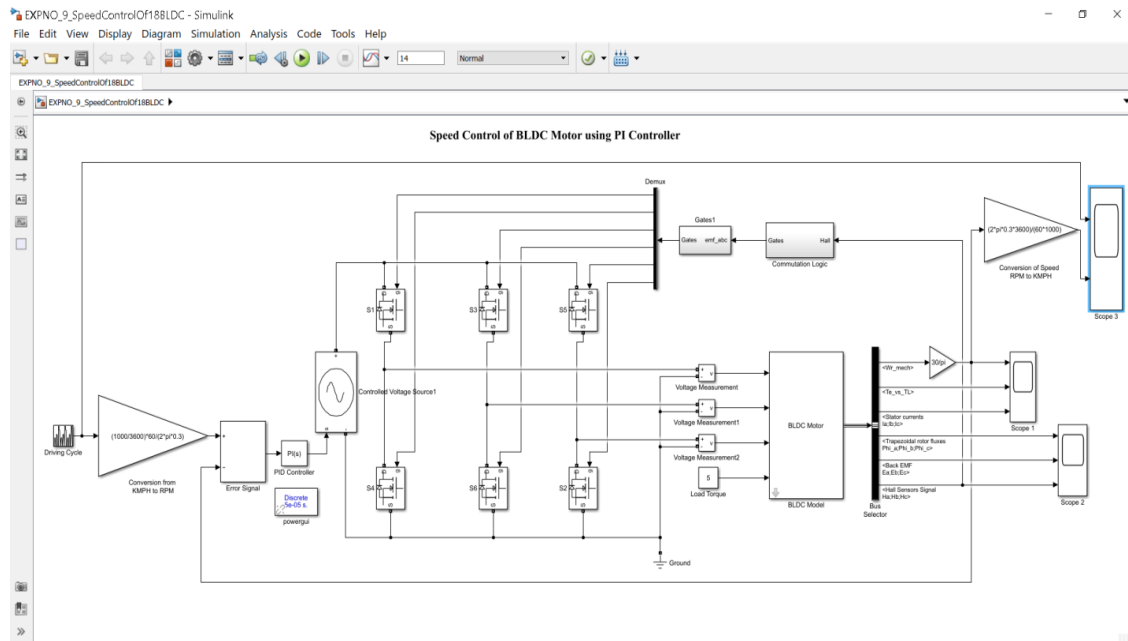 EXPNO_9_SpeedControlOf18BLDC - Simulink
File Edit View Display Diagram Simulation Analysis Code Tools Help
14
Normal
EXPNO_9_SpeedControlOf18BLDC
EXPNO_9_SpeedControlOf18BLDC
Speed Control of BLDC Motor using PI Controller
Demux
Gates1
Gates emf_abc
Gates Hall
Commutation Logic
(2*pi*0.3*3600)/(60*1000)
Conversion of Speed
RPM to KMPH
Scope 3
S1
S3
S5
Controlled Voltage Source1
Voltage Measurement
Voltage Measurement1
Voltage Measurement2
5
Load Torque
BLDC Motor
BLDC Model
<Wr_mech>
30/pi
<Te_vs_TL>
<Stator currents
Ia;Ib;Ic>
Scope 1
<Trapezoidal rotor fluxes
Phi_a;Phi_b;Phi_c>
<Back EMF
Ea;Eb;Ec>
<Hall Sensors Signal
Ha;Hb;Hc>
Bus
Selector
Scope 2
Driving Cycle
(1000/3600)*60/(2*pi*0.3)
Conversion from
KMPH to RPM
Error Signal
PI(s)
PID Controller
Discrete
5e-05 s.
powergui
S4
S6
S2
Ground